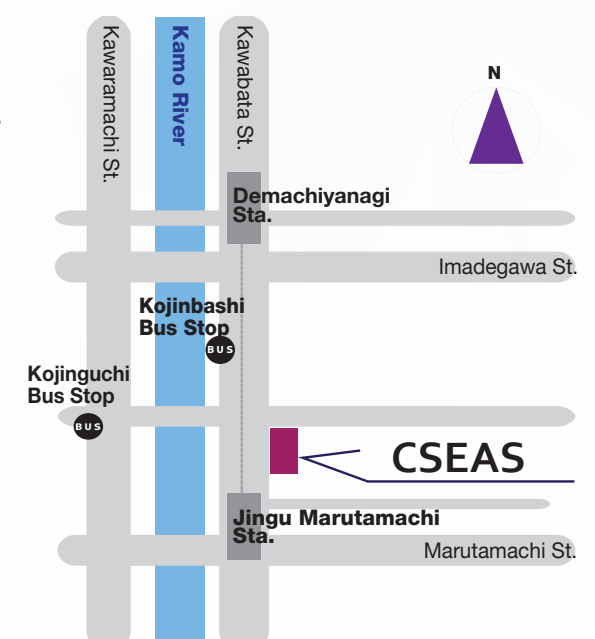 Kawaramachi St.
Kamo River
Kawabata St.
N
Demachiyanagi
Sta.
Imadegawa St.
Kojinbashi
Bus Stop
BUS
Kojinguchi
Bus Stop
BUS
CSEAS
Jingu Marutamachi
Sta.
Marutamachi St.